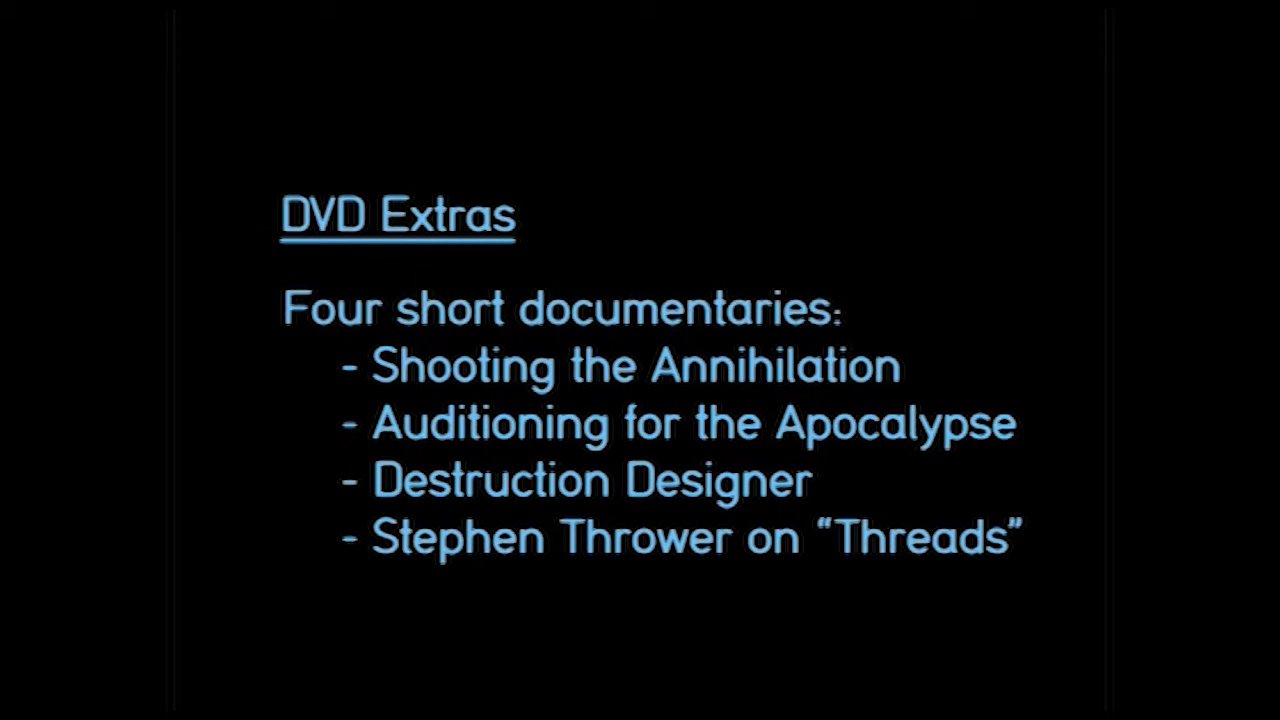 DVD Extras
Four short documentaries:
- Shooting the Annihilation
- Auditioning for the Apocalypse
- Destruction Designer
- Stephen Thrower on “Threads”